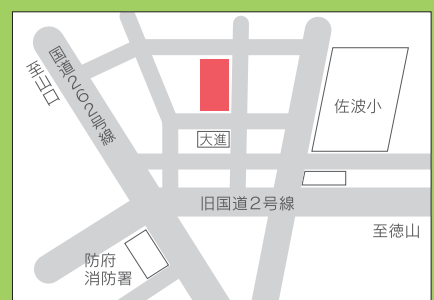 国道262号線
至山口
佐波小
大進
旧国道2号線
至徳山
防府
消防署